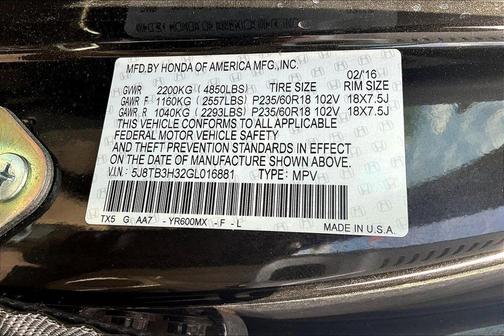 MFD.BY HONDA OF AMERICA MFG.,INC. 02/16
GVWR 2200KG (4850LBS) TIRE SIZE RIM SIZE
GAWR F 1160KG (2557LBS) P235/60R18 102V 18X7.5J
GAWR R 1040KG (2293LBS) P235/60R18 102V 18X7.5J
THIS VEHICLE CONFORMS TO ALL APPLICABLE
FEDERAL MOTOR VEHICLE SAFETY
AND THEFT PREVENTION STANDARDS IN EFFECT
ON THE DATE OF MANUFACTURE SHOWN ABOVE.
V.I.N.: 5J8TB3H32GL016881 TYPE: MPV
TX5 G AA7 - YR600MX - F - L
MADE IN U.S.A.